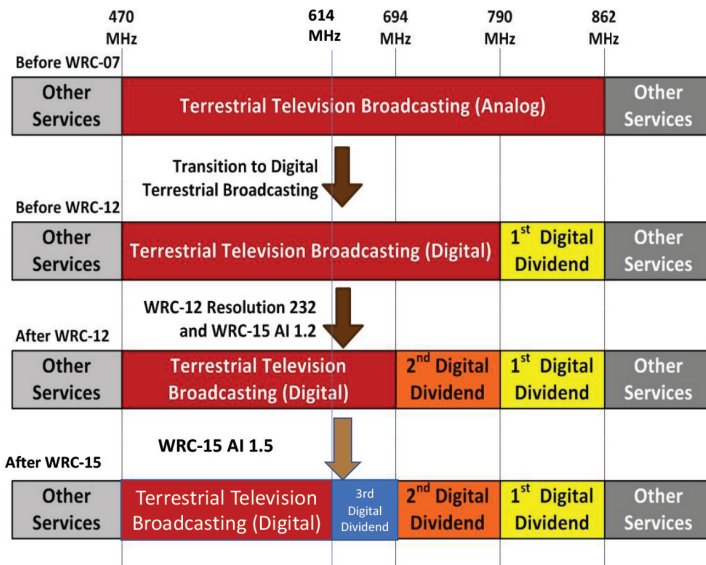 470 MHz
614 MHz
694 MHz
790 MHz
862 MHz
Before WRC-07
Other Services
Terrestrial Television Broadcasting (Analog)
Other Services
Transition to Digital
Terrestrial Broadcasting
Before WRC-12
Other Services
Terrestrial Television Broadcasting (Digital)
1st Digital Dividend
Other Services
WRC-12 Resolution 232
and WRC-15 AI 1.2
After WRC-12
Other Services
Terrestrial Television
Broadcasting (Digital)
2nd Digital Dividend
1st Digital Dividend
Other Services
WRC-15 AI 1.5
After WRC-15
Other Services
Terrestrial Television
Broadcasting (Digital)
3rd Digital Dividend
2nd Digital Dividend
1st Digital Dividend
Other Services